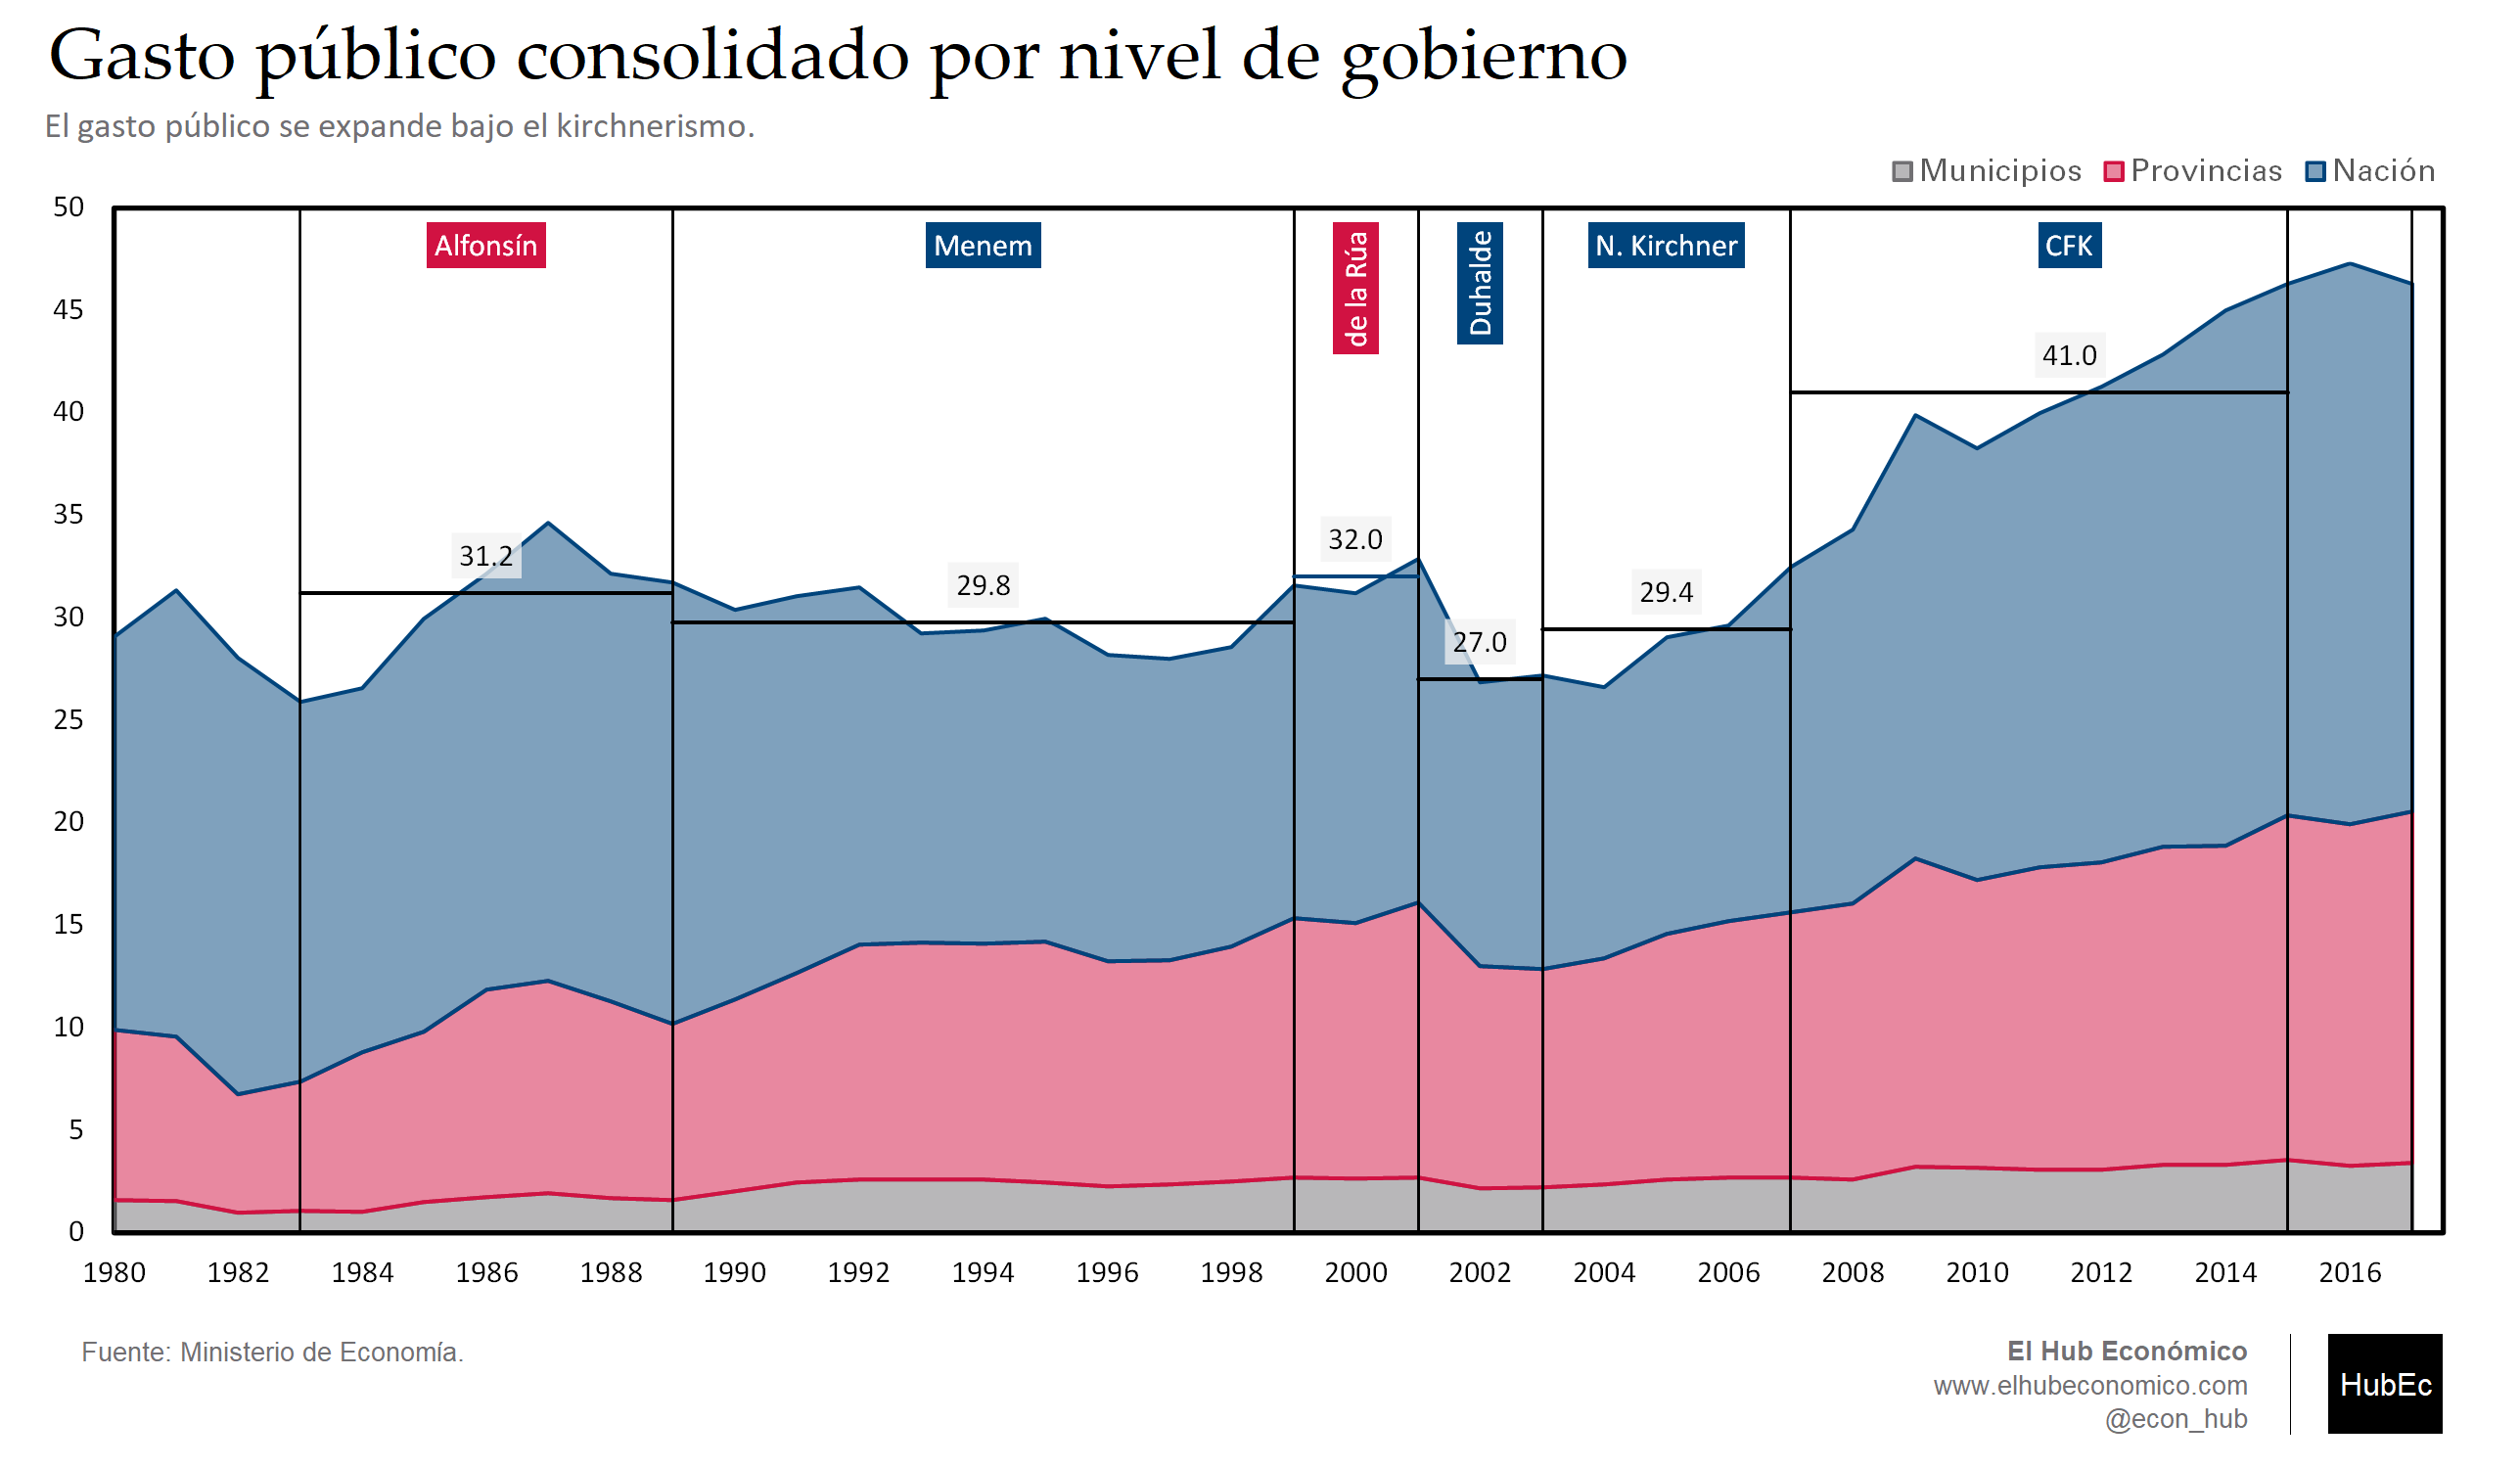 Gasto público consolidado por nivel de gobierno
El gasto público se expande bajo el kirchnerismo.
Municipios Provincias Nación
50
45
40
35
30
25
20
15
10
5
0
Alfonsín
Menem
de la Rúa
Duhalde
N. Kirchner
CFK
31.2
29.8
32.0
27.0
29.4
41.0
1980 1982 1984 1986 1988 1990 1992 1994 1996 1998 2000 2002 2004 2006 2008 2010 2012 2014 2016
Fuente: Ministerio de Economía.
El Hub Económico
www.elhubeconomico.com
@econ_hub
HubEc